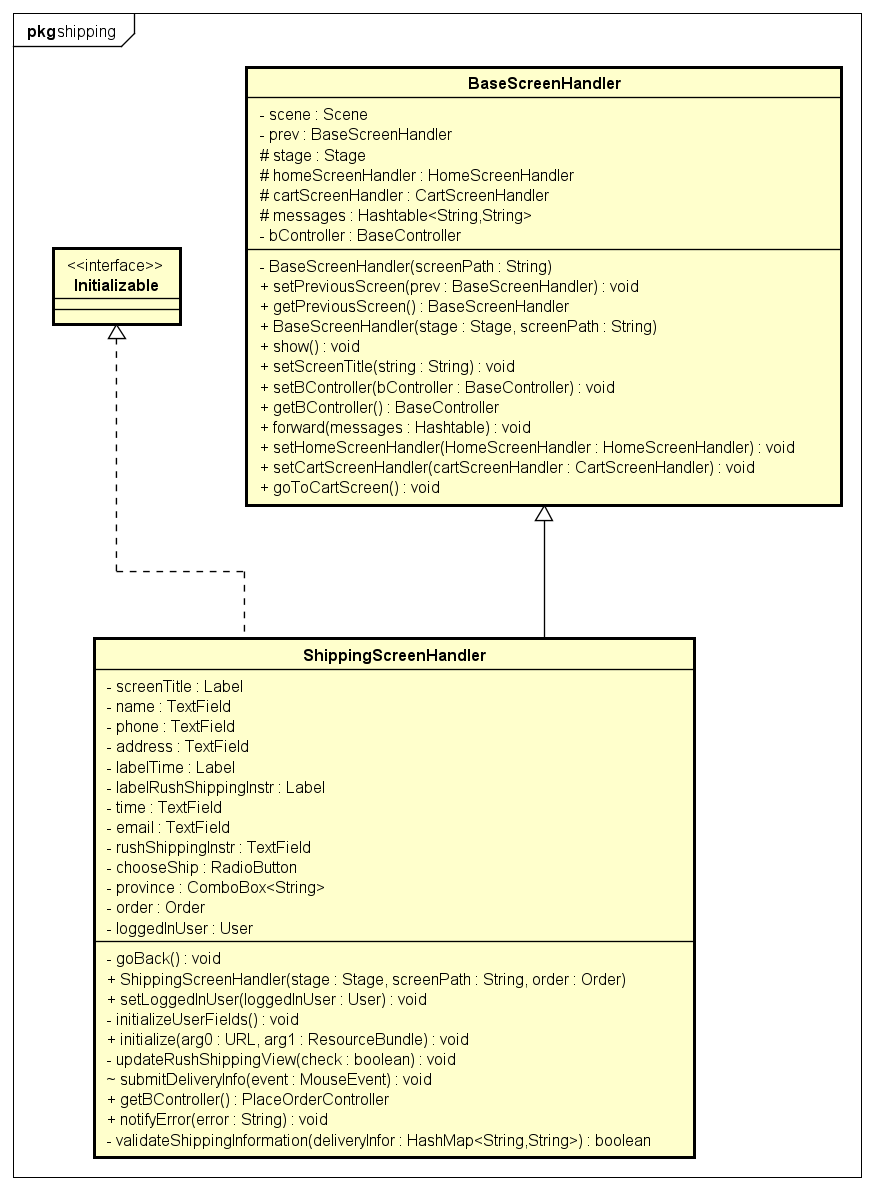 pkg shipping
BaseScreenHandler
- scene : Scene
- prev : BaseScreenHandler
# stage : Stage
# homeScreenHandler : HomeScreenHandler
# cartScreenHandler : CartScreenHandler
# messages : Hashtable<String,String>
- bController : BaseController
- BaseScreenHandler(screenPath : String)
+ setPreviousScreen(prev : BaseScreenHandler) : void
+ getPreviousScreen() : BaseScreenHandler
+ BaseScreenHandler(stage : Stage, screenPath : String)
+ show() : void
+ setScreenTitle(string : String) : void
+ setBController(bController : BaseController) : void
+ getBController() : BaseController
+ forward(messages : Hashtable) : void
+ setHomeScreenHandler(HomeScreenHandler : HomeScreenHandler) : void
+ setCartScreenHandler(cartScreenHandler : CartScreenHandler) : void
+ goToCartScreen() : void
<<interface>>
Initializable
ShippingScreenHandler
- screenTitle : Label
- name : TextField
- phone : TextField
- address : TextField
- labelTime : Label
- labelRushShippingInstr : Label
- time : TextField
- email : TextField
- rushShippingInstr : TextField
- chooseShip : RadioButton
- province : ComboBox<String>
- order : Order
- loggedInUser : User
- goBack() : void
+ ShippingScreenHandler(stage : Stage, screenPath : String, order : Order)
+ setLoggedInUser(loggedInUser : User) : void
- initializeUserFields() : void
+ initialize(arg0 : URL, arg1 : ResourceBundle) : void
- updateRushShippingView(check : boolean) : void
~ submitDeliveryInfo(event : MouseEvent) : void
+ getBController() : PlaceOrderController
+ notifyError(error : String) : void
- validateShippingInformation(deliveryInfor : HashMap<String,String>) : boolean